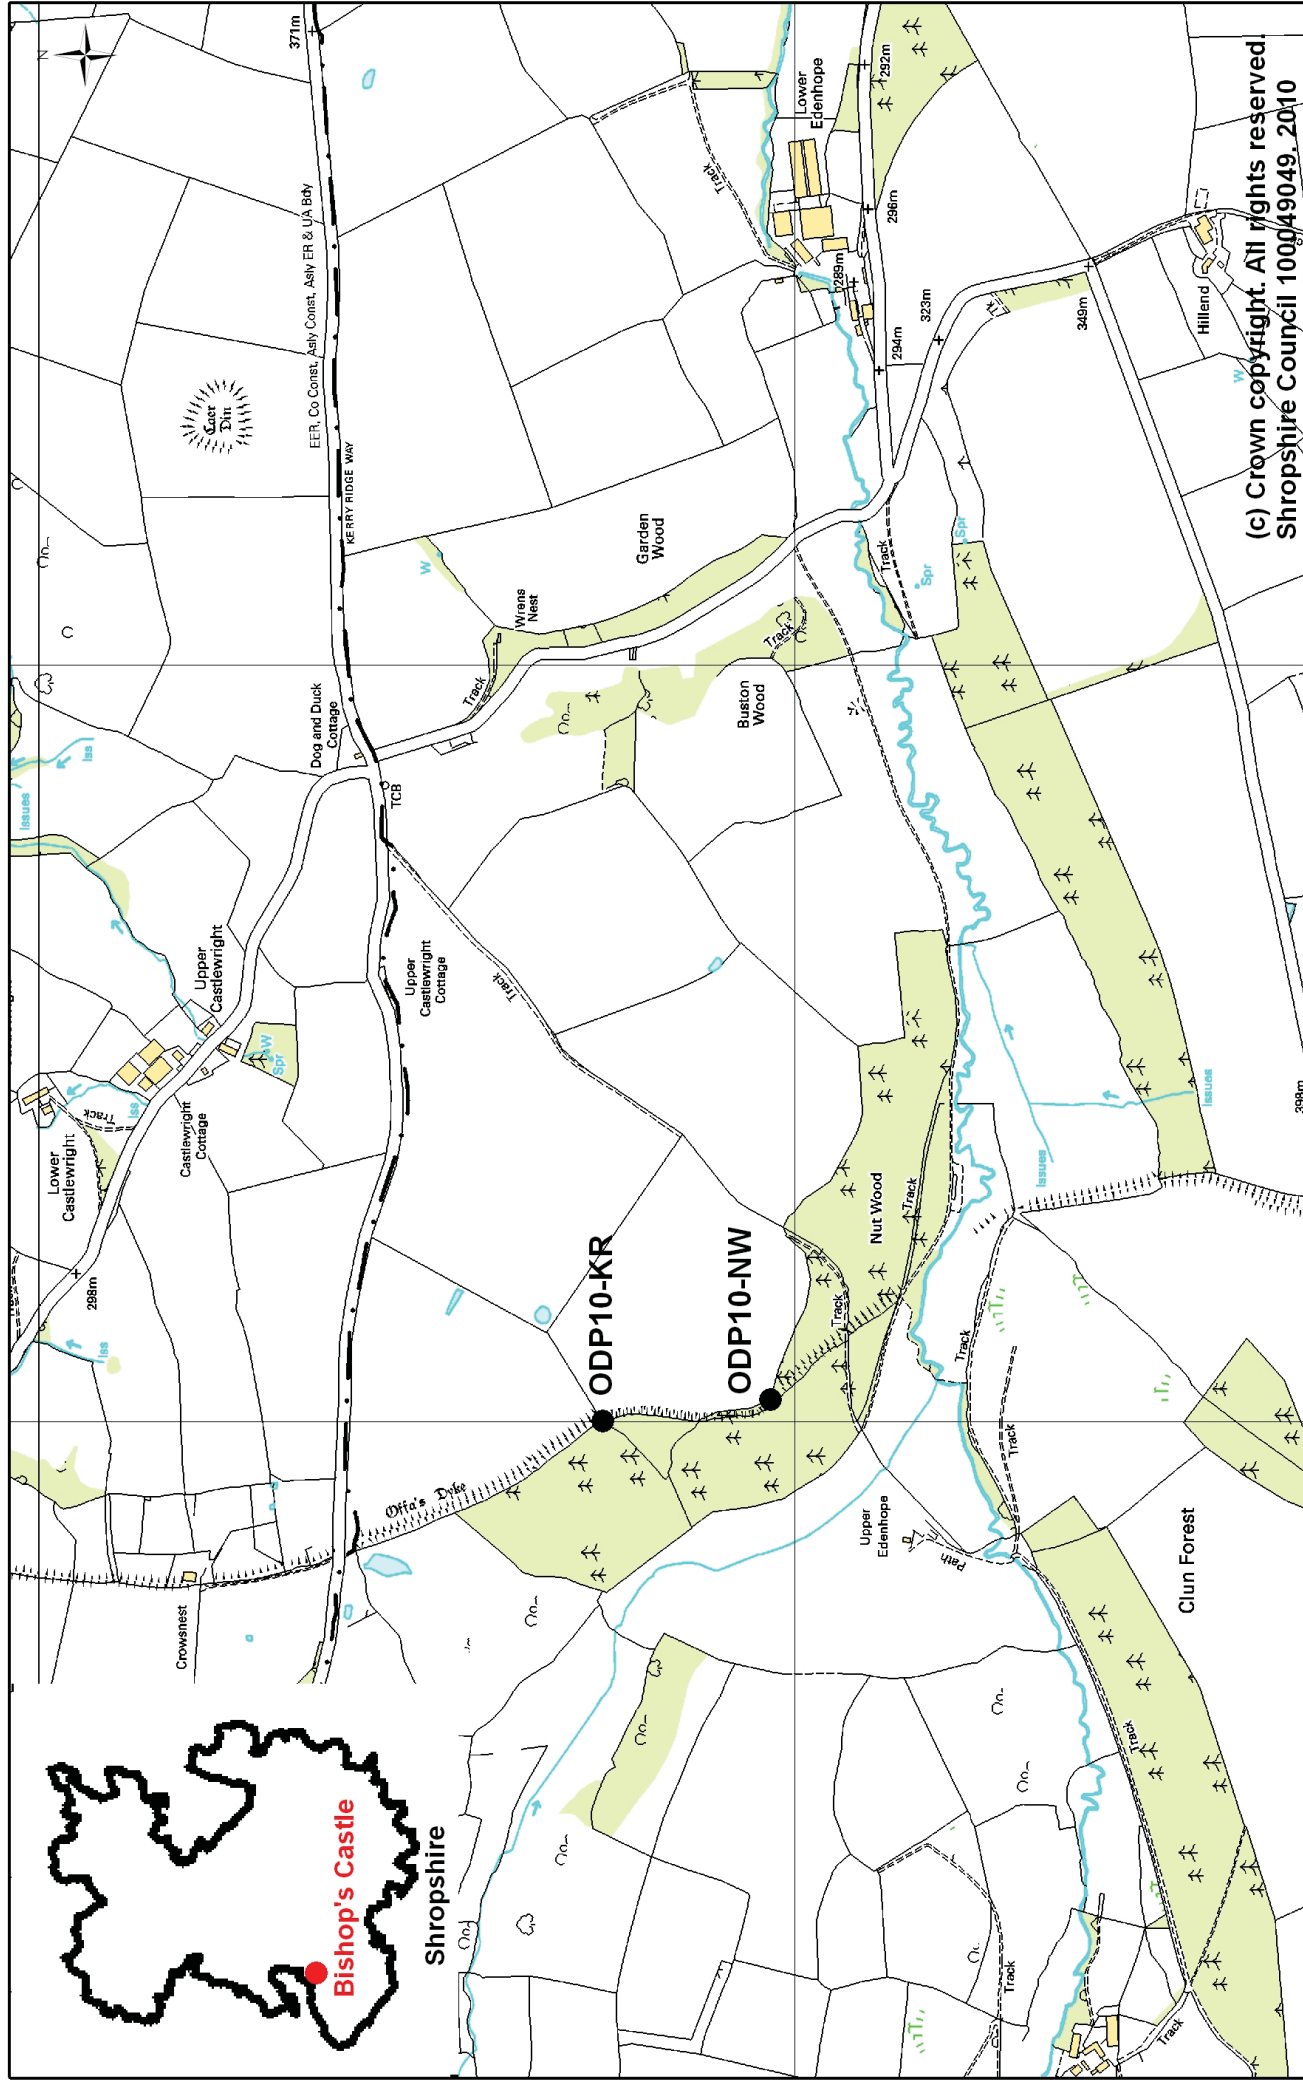 N
371m
EER, Co Const, Asly Const, Asly ER & UA Bdy
KERRY RIDGE WAY
Caer
Din
Track
Lower
Edenhope
292m
296m
289m
294m
323m
Tk
349m
Hillend
W
(c) Crown copyright. All rights reserved.
Shropshire Council 100049049. 2010
Garden
Wood
W
Wrens
Nest
Track
Track
Buston
Wood
Track
Spr
Spr
Dog and Duck
Cottage
TCB
Iss
Issues
Upper
Castlewright
W
Spr
Castlewright
Cottage
Iss
Track
Lower
Castlewright
298m
Iss
Upper
Castlewright
Cottage
Track
Nut Wood
Track
Track
Issues
Issues
398m
ODP10-KR
ODP10-NW
Offa's Dyke
Crowsnest
Upper
Edenhope
Path
Track
Track
Clun Forest
Track
Track
Track
Bishop's Castle
Shropshire